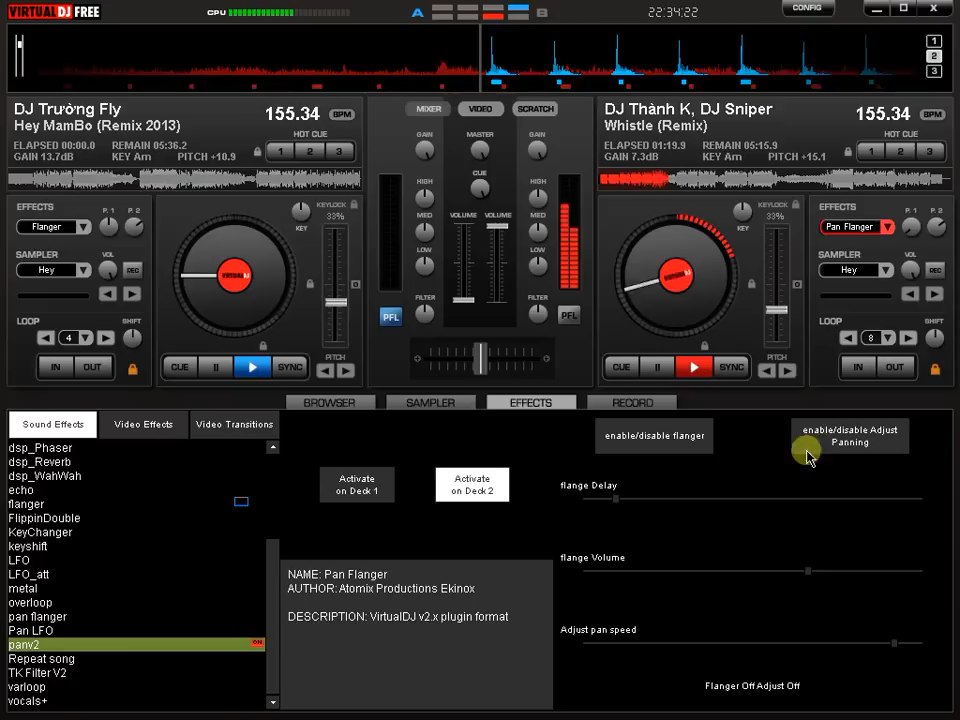 VIRTUAL DJ FREE
CPU
A
B
22:34:22
CONFIG
1
2
3
DJ Trường Fly
Hey MamBo (Remix 2013)
155.34 BPM
HOT CUE
ELAPSED 00:00.0 REMAIN 05:36.2
GAIN 13.7dB KEY Am PITCH +10.9
1 2 3
MIXER VIDEO SCRATCH
GAIN MASTER GAIN
CUE
HIGH HIGH
MED VOLUME VOLUME MED
LOW LOW
FILTER FILTER
PFL PFL
DJ Thành K, DJ Sniper
Whistle (Remix)
155.34 BPM
HOT CUE
ELAPSED 01:19.9 REMAIN 05:15.9
GAIN 7.3dB KEY Am PITCH +15.1
1 2 3
EFFECTS P. 1 P. 2
Flanger
SAMPLER VOL
Hey REC
LOOP SHIFT
4
IN OUT
KEYLOCK
33%
KEY
CUE SYNC
PITCH
KEYLOCK
33%
KEY
CUE SYNC
PITCH
EFFECTS P. 1 P. 2
Pan Flanger
SAMPLER VOL
Hey REC
LOOP SHIFT
8
IN OUT
BROWSER SAMPLER EFFECTS RECORD
Sound Effects Video Effects Video Transitions
dsp_Phaser
dsp_Reverb
dsp_WahWah
echo
flanger
FlippinDouble
KeyChanger
keyshift
LFO
LFO_att
metal
overloop
pan flanger
Pan LFO
panv2 ON
Repeat song
TK Filter V2
varloop
vocals+
Activate
on Deck 1
Activate
on Deck 2
NAME: Pan Flanger
AUTHOR: Atomix Productions Ekinox
DESCRIPTION: VirtualDJ v2.x plugin format
enable/disable flanger
enable/disable Adjust
Panning
flange Delay
flange Volume
Adjust pan speed
Flanger Off Adjust Off